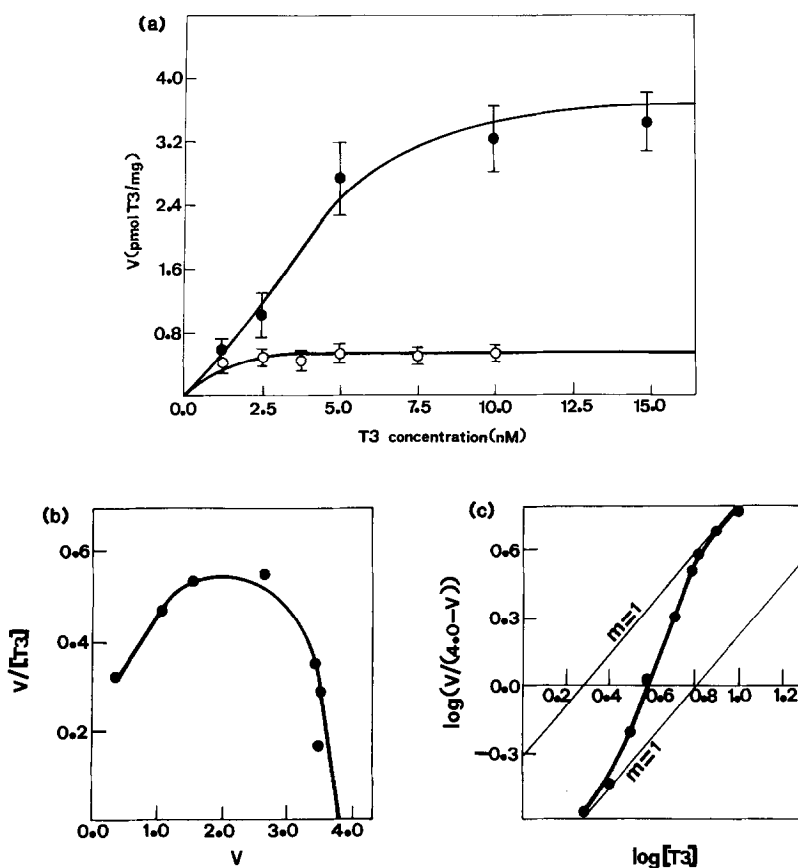 (a)
V(pmol T3/mg)
4.0
3.2
2.4
1.6
0.8
0.0 2.5 5.0 7.5 10.0 12.5 15.0
T3 concentration(nM)
(b)
V/[T3]
0.6
0.4
0.2
0.0 1.0 2.0 3.0 4.0
V
(c)
log(V/(4.0-V))
0.6
0.3
0.0
-0.3
m=1
0.2 0.4 0.6 0.8 1.0
m=1
log[T3]